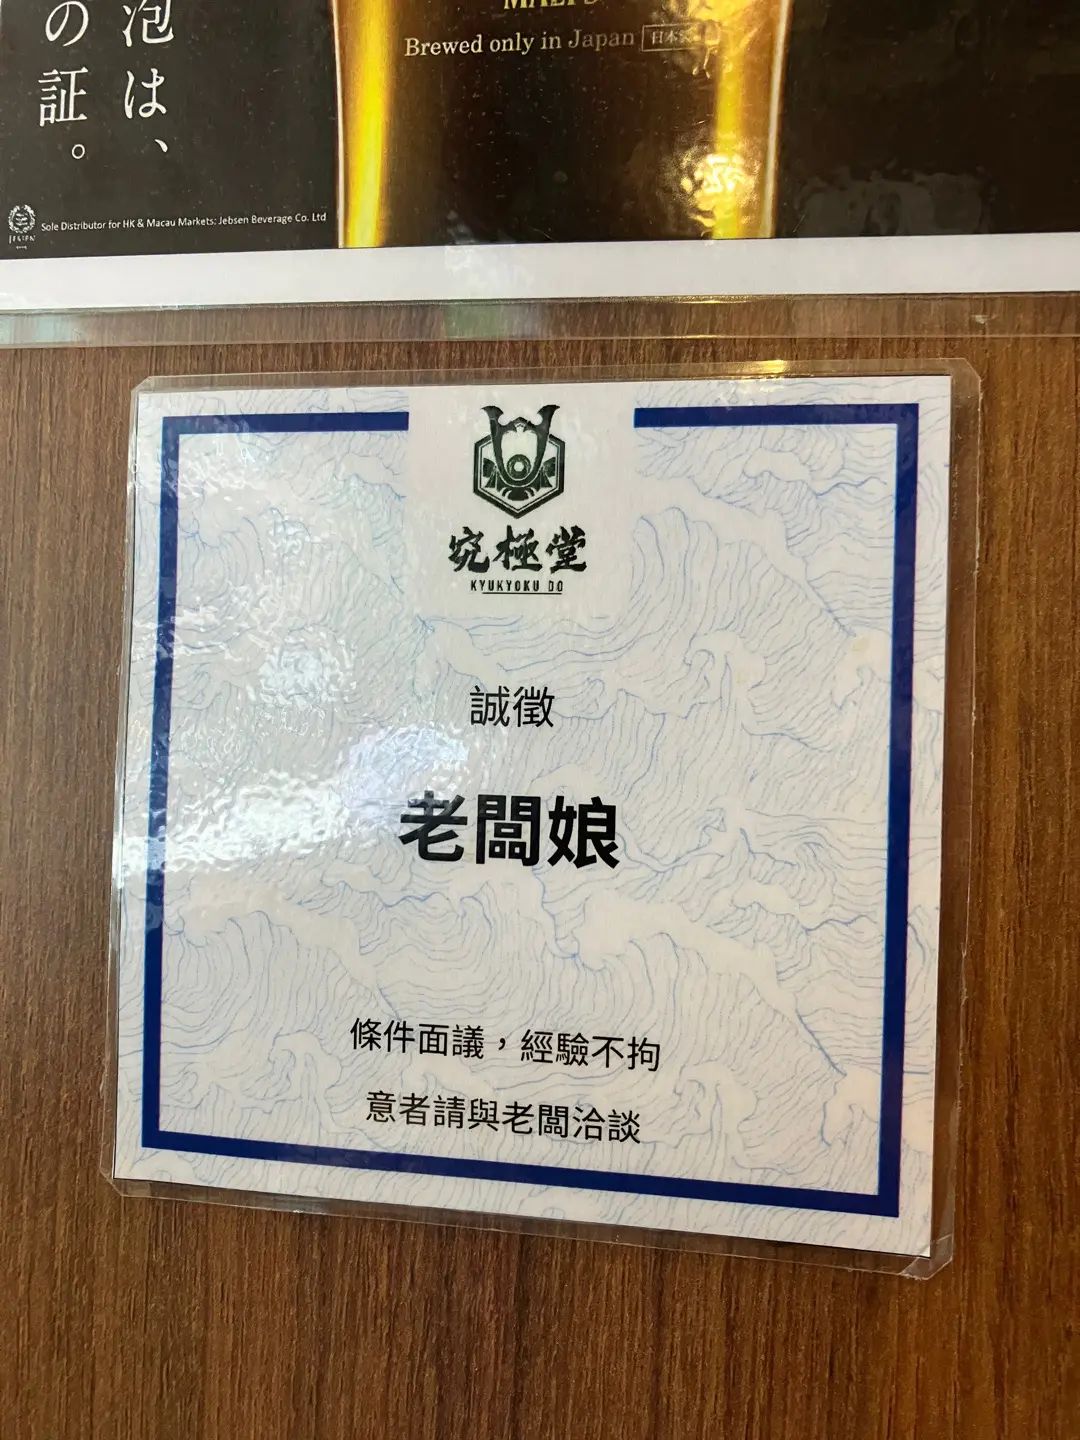 泡は、
の証。
Brewed only in Japan
Sole Distributor for HK & Macau Markets: Jebsen Beverage Co. Ltd
JEBSEN
究極堂
KYUKYOKU DO
誠徵
老闆娘
條件面議，經驗不拘
意者請與老闆洽談